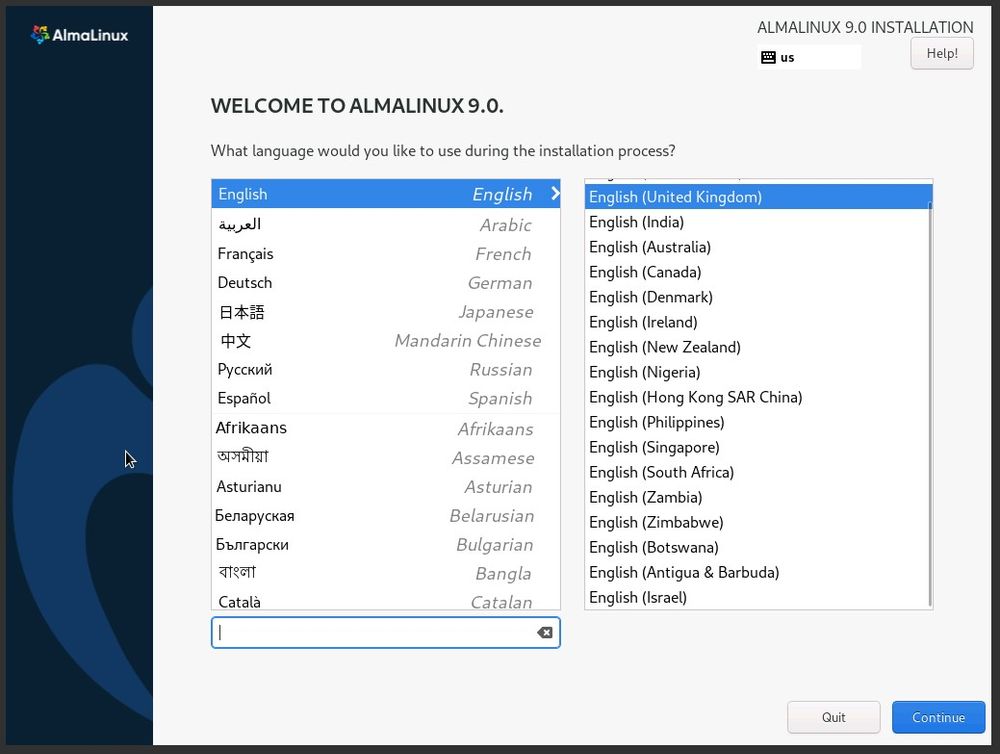 AlmaLinux
ALMALINUX 9.0 INSTALLATION
us
Help!
WELCOME TO ALMALINUX 9.0.
What language would you like to use during the installation process?
English English
العربية Arabic
Français French
Deutsch German
日本語 Japanese
中文 Mandarin Chinese
Русский Russian
Español Spanish
Afrikaans Afrikaans
অসমীয়া Assamese
Asturianu Asturian
Беларуская Belarusian
Български Bulgarian
বাংলা Bangla
Català Catalan
English (United Kingdom)
English (India)
English (Australia)
English (Canada)
English (Denmark)
English (Ireland)
English (New Zealand)
English (Nigeria)
English (Hong Kong SAR China)
English (Philippines)
English (Singapore)
English (South Africa)
English (Zambia)
English (Zimbabwe)
English (Botswana)
English (Antigua & Barbuda)
English (Israel)
Quit
Continue